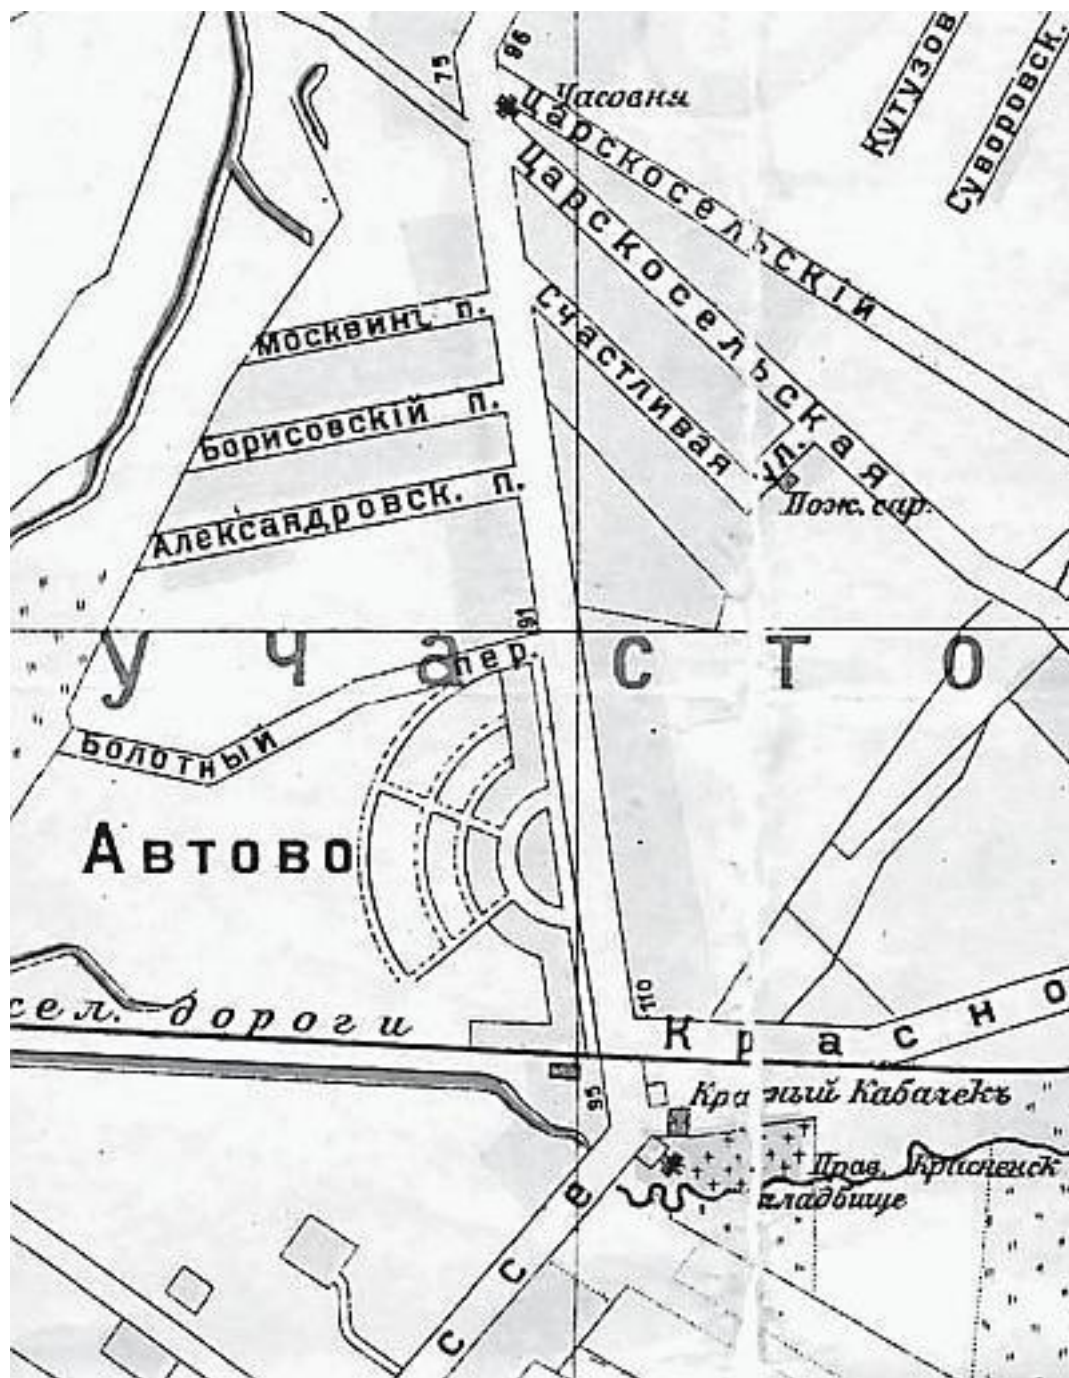 96
75
Часовня
Кутузов
Суворовск.
Царскосельскій
Царскосельская
Москвинъ п.
Счастливая ул.
Борисовскій п.
Александровск. п.
Пож. сар.
91
У ч а с т о
Болотный пер.
Автово
110
сел. дороги
К р а с н о
95
Красный Кабачекъ
Прав. Красненск
кладбище
с с е